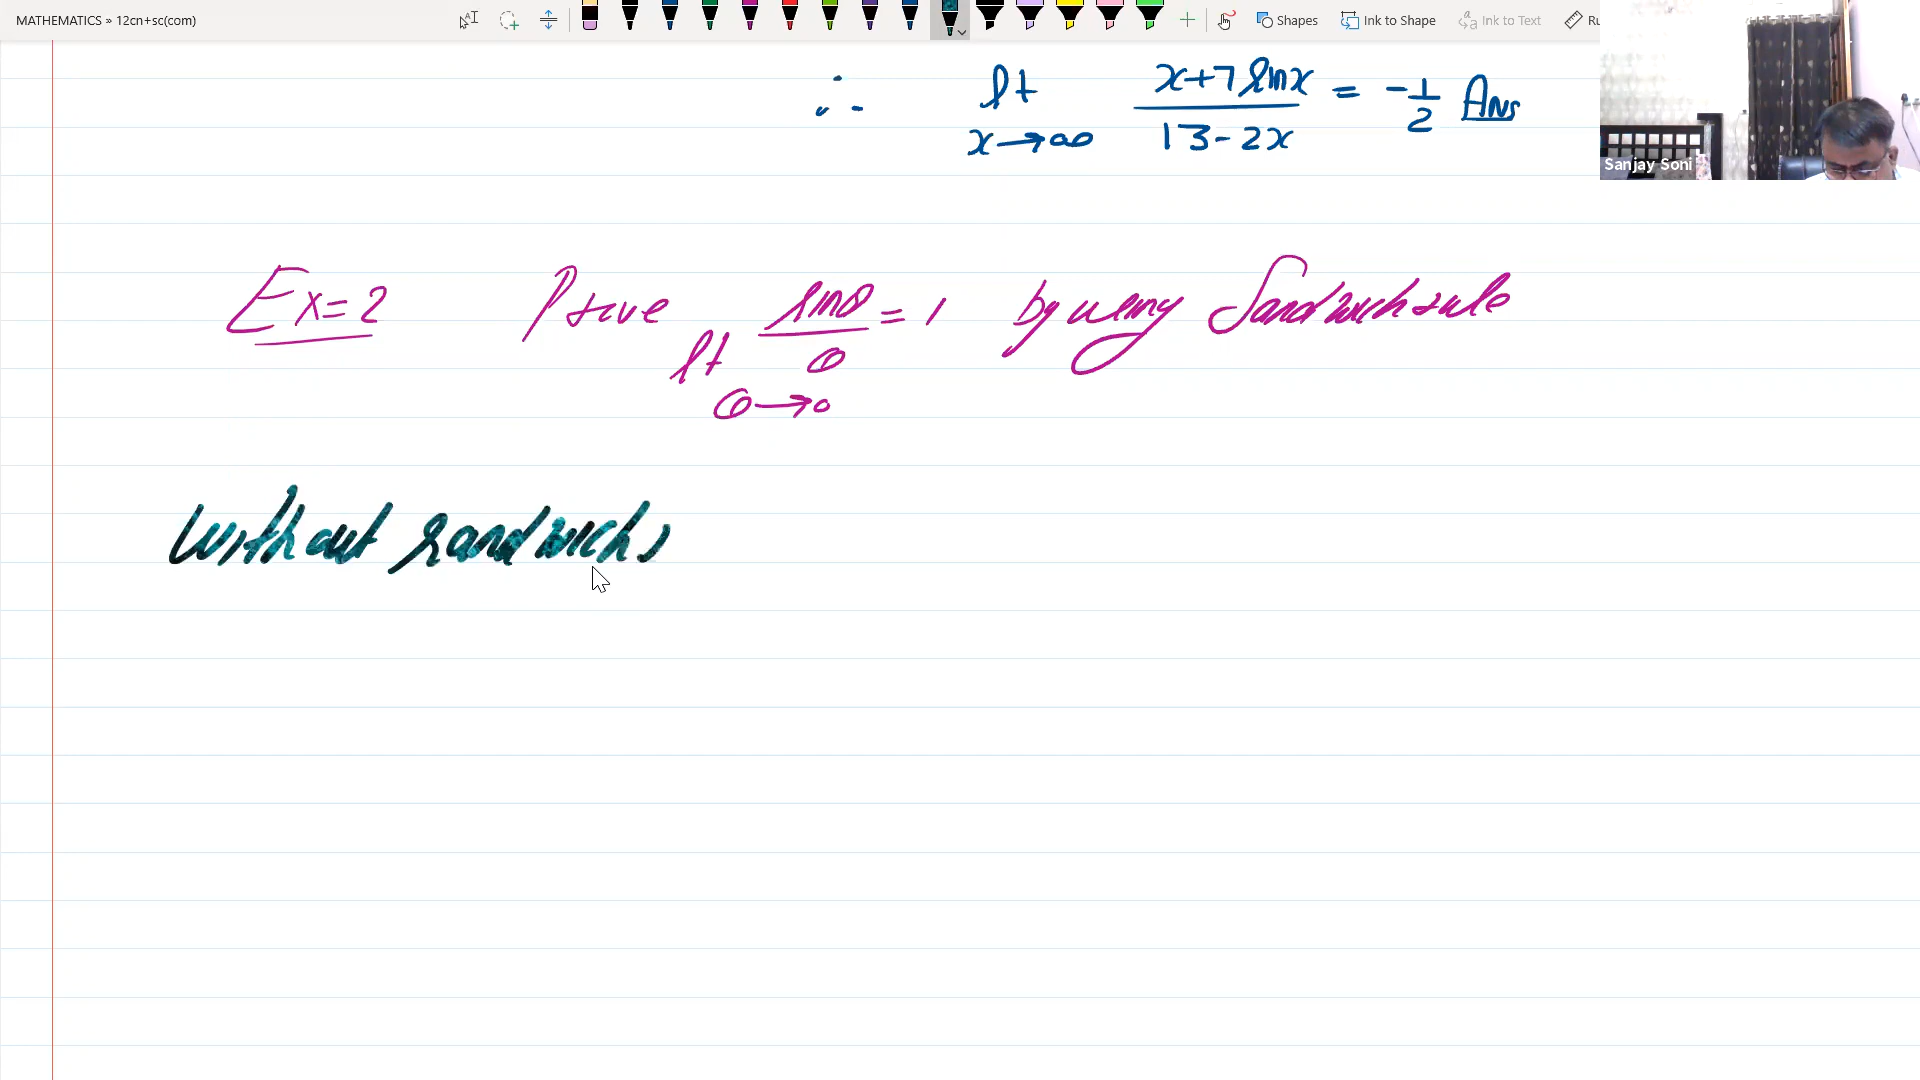 MATHEMATICS » 12cn+sc(com)
Shapes
Ink to Shape
Ink to Text
Ru
Sanjay Soni
∴ lt x→∞ x+7sinx / 13-2x = -1/2 Ans
Ex=2 Prove lt θ→0 sinθ/θ = 1 by using Sandwich rule
without sandwich